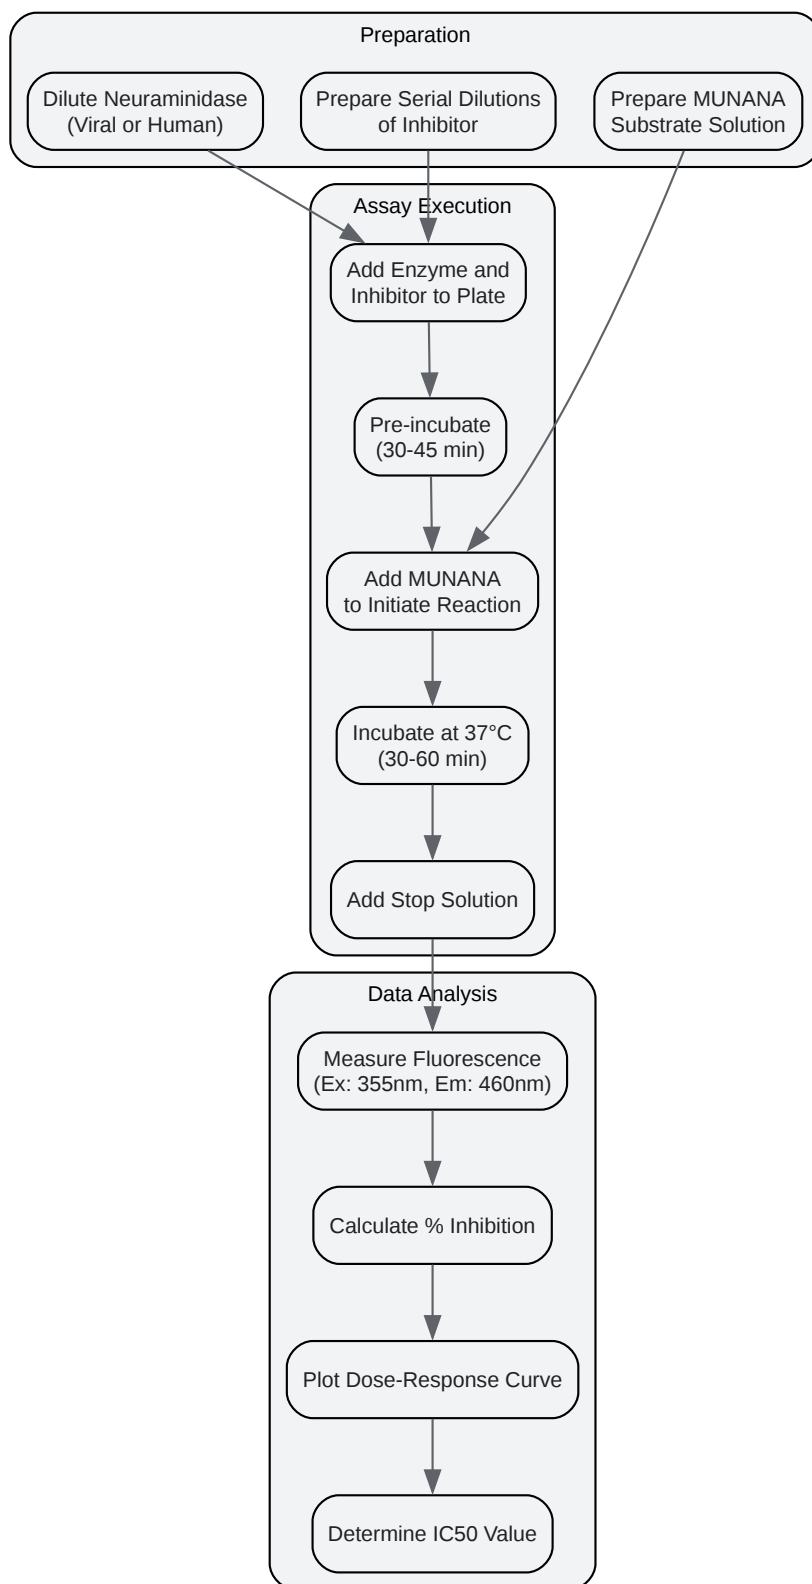 Preparation
Dilute Neuraminidase
(Viral or Human)
Prepare Serial Dilutions
of Inhibitor
Prepare MUNANA
Substrate Solution
Assay Execution
Add Enzyme and
Inhibitor to Plate
Pre-incubate
(30-45 min)
Add MUNANA
to Initiate Reaction
Incubate at 37°C
(30-60 min)
Add Stop Solution
Data Analysis
Measure Fluorescence
(Ex: 355nm, Em: 460nm)
Calculate % Inhibition
Plot Dose-Response Curve
Determine IC50 Value